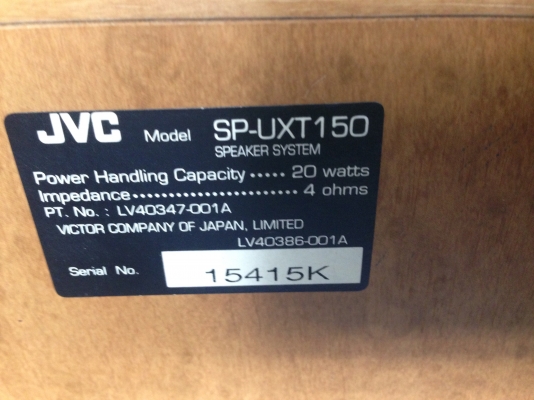 JVC Model SP-UXT150
SPEAKER SYSTEM
Power Handling Capacity ..... 20 watts
Impedance........................ 4 ohms
PT. No. : LV40347-001A
VICTOR COMPANY OF JAPAN, LIMITED
LV40386-001A
Serial No. 15415K